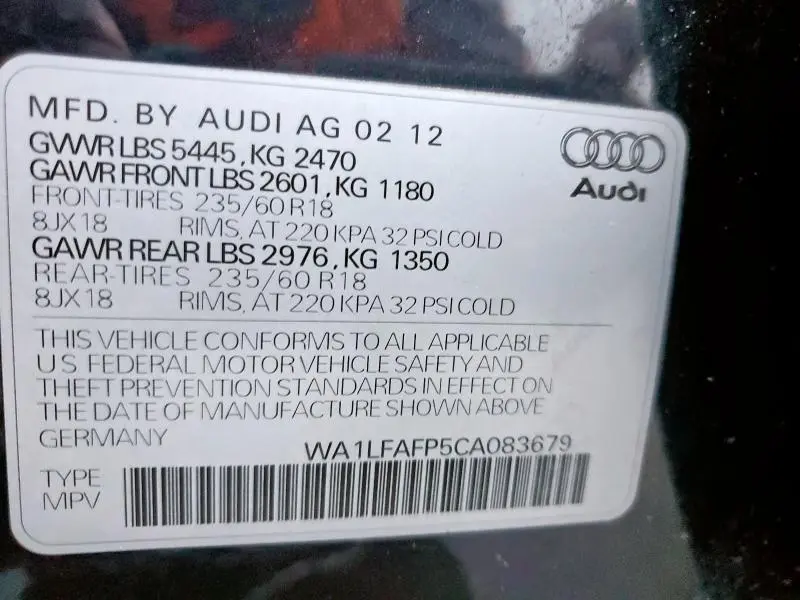 MFD. BY AUDI AG 02 12
GVWR LBS 5445, KG 2470
GAWR FRONT LBS 2601, KG 1180
FRONT-TIRES 235/60 R18
8JX18 RIMS, AT 220 KPA 32 PSI COLD
GAWR REAR LBS 2976, KG 1350
REAR-TIRES 235/60 R18
8JX18 RIMS, AT 220 KPA 32 PSI COLD
Audi
THIS VEHICLE CONFORMS TO ALL APPLICABLE
US FEDERAL MOTOR VEHICLE SAFETY AND
THEFT PREVENTION STANDARDS IN EFFECT ON
THE DATE OF MANUFACTURE SHOWN ABOVE
GERMANY
WA1LFAFP5CA083679
TYPE
MPV